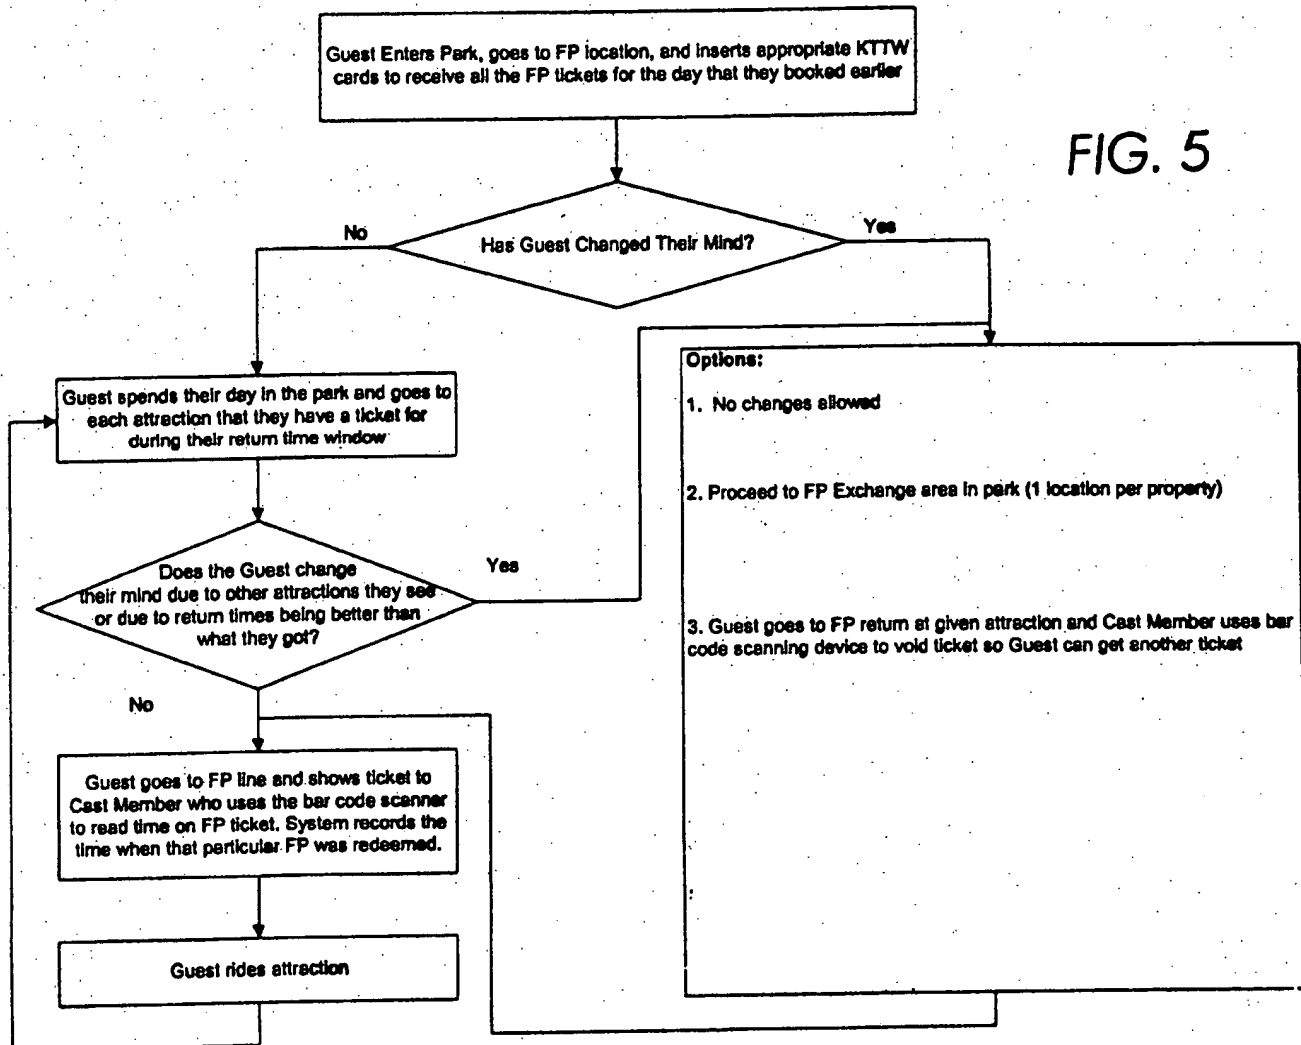 Guest Enters Park, goes to FP location, and inserts appropriate KTTW
cards to receive all the FP tickets for the day that they booked earlier
FIG. 5
No
Has Guest Changed Their Mind?
Yes
Guest spends their day in the park and goes to
each attraction that they have a ticket for
during their return time window
Options:
1. No changes allowed
2. Proceed to FP Exchange area in park (1 location per property)
3. Guest goes to FP return at given attraction and Cast Member uses bar
code scanning device to void ticket so Guest can get another ticket
Does the Guest change
their mind due to other attractions they see
or due to return times being better than
what they got?
Yes
No
Guest goes to FP line and shows ticket to
Cast Member who uses the bar code scanner
to read time on FP ticket. System records the
time when that particular FP was redeemed.
Guest rides attraction